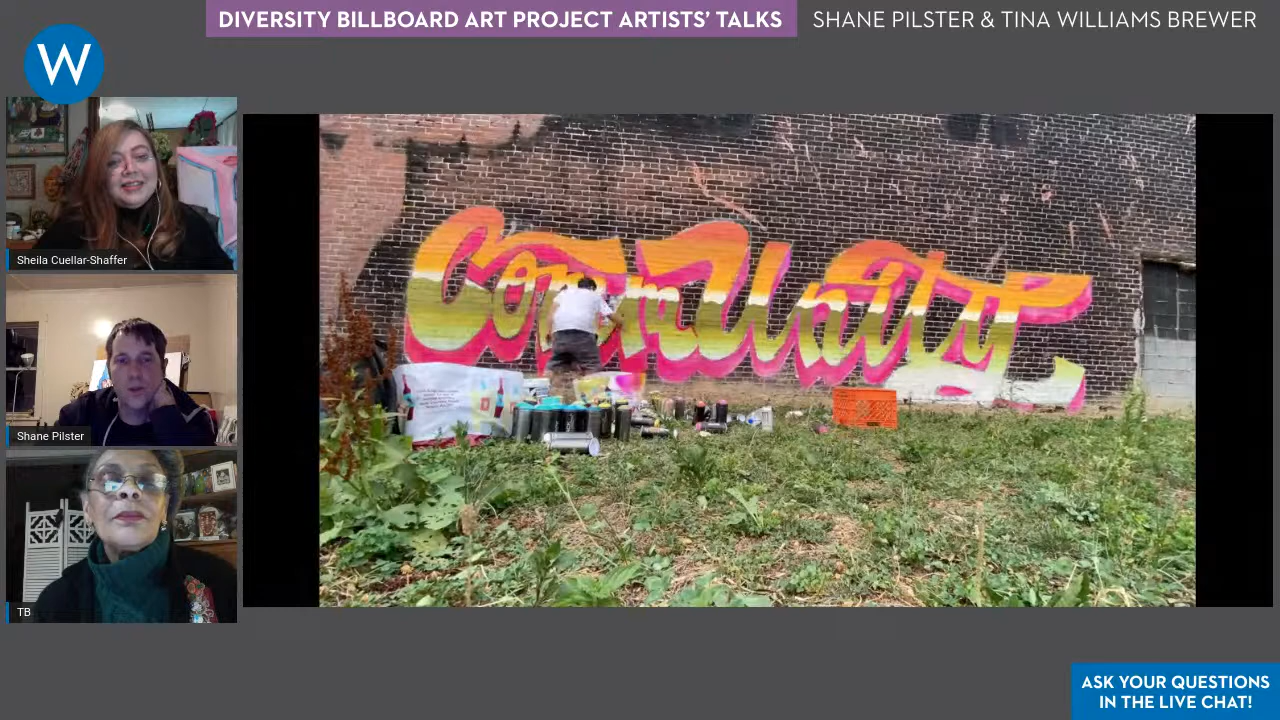 DIVERSITY BILLBOARD ART PROJECT ARTISTS' TALKS
SHANE PILSTER & TINA WILLIAMS BREWER
W
Sheila Cuellar-Shaffer
Shane Pilster
TB
Community
ASK YOUR QUESTIONS
IN THE LIVE CHAT!